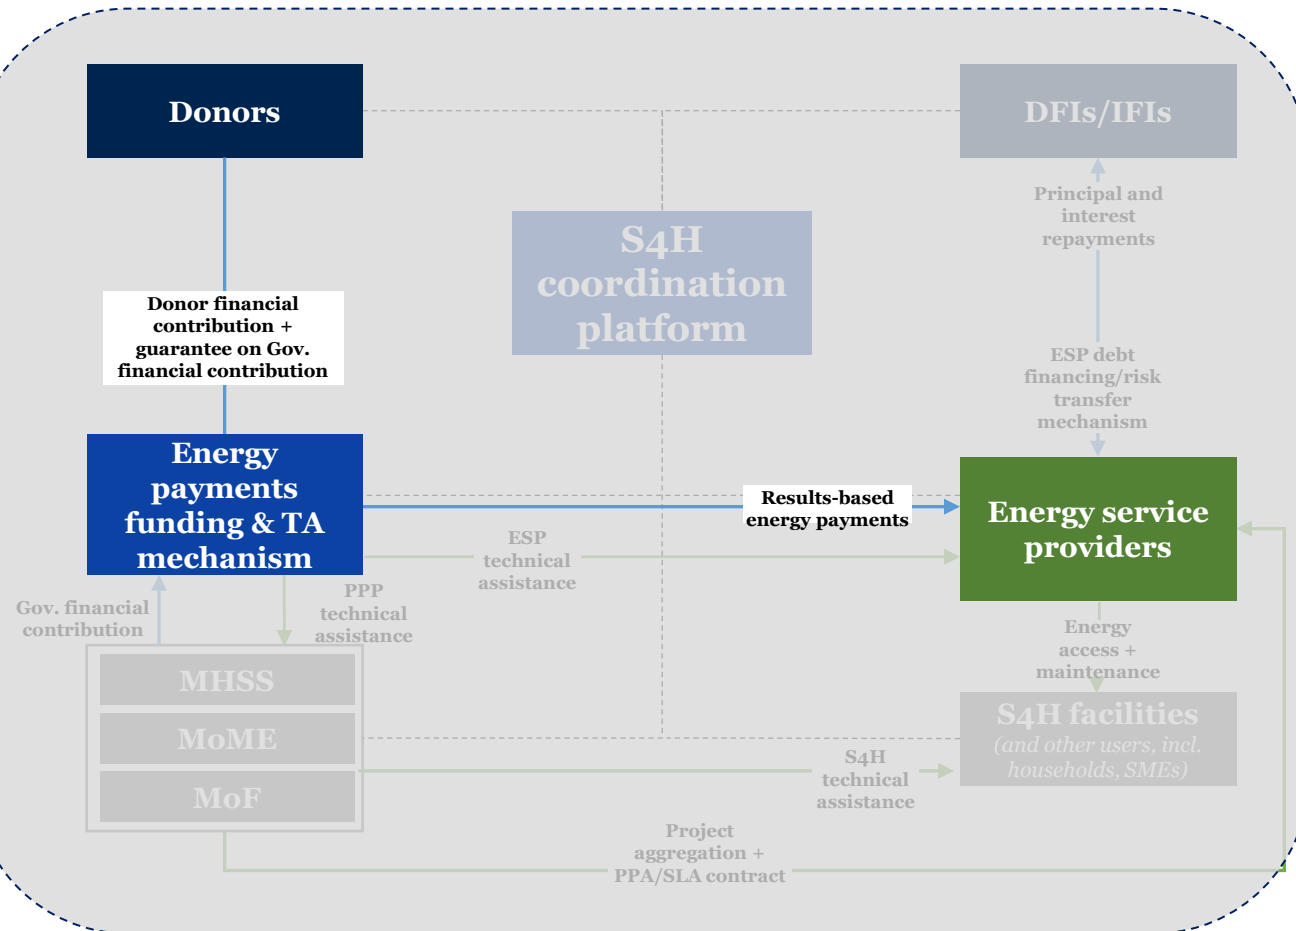 Donors
DFIs/IFIs
Principal and
interest
repayments
S4H
coordination
platform
Donor financial
contribution +
guarantee on Gov.
financial contribution
ESP debt
financing/risk
transfer
mechanism
Energy
payments
funding & TA
mechanism
Results-based
energy payments
Energy service
providers
ESP
technical
assistance
Gov. financial
contribution
PPP
technical
assistance
Energy
access +
maintenance
MHSS
MoME
MoF
S4H facilities
(and other users, incl.
households, SMEs)
S4H
technical
assistance
Project
aggregation +
PPA/SLA contract